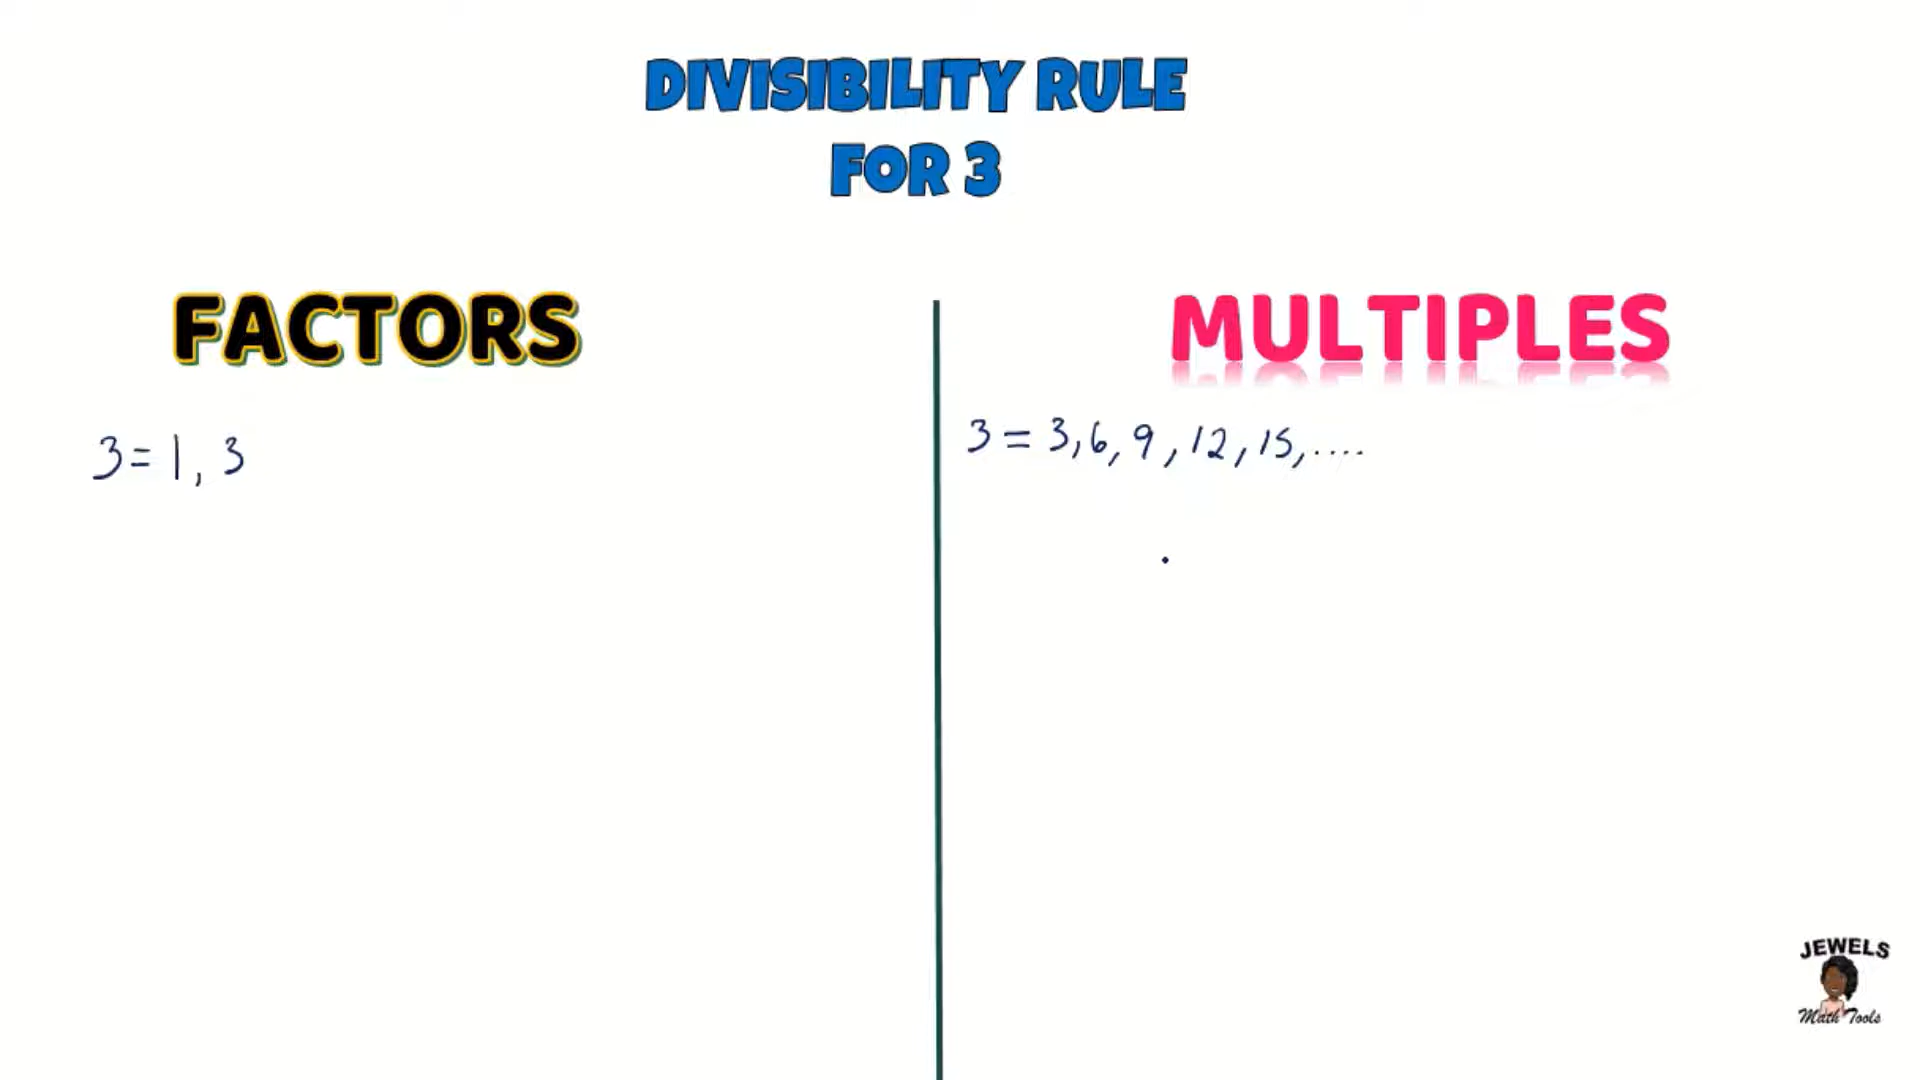 DIVISIBILITY RULE
FOR 3
FACTORS
MULTIPLES
3 = 1, 3
3 = 3, 6, 9, 12, 15, ....
JEWELS
Math Tools